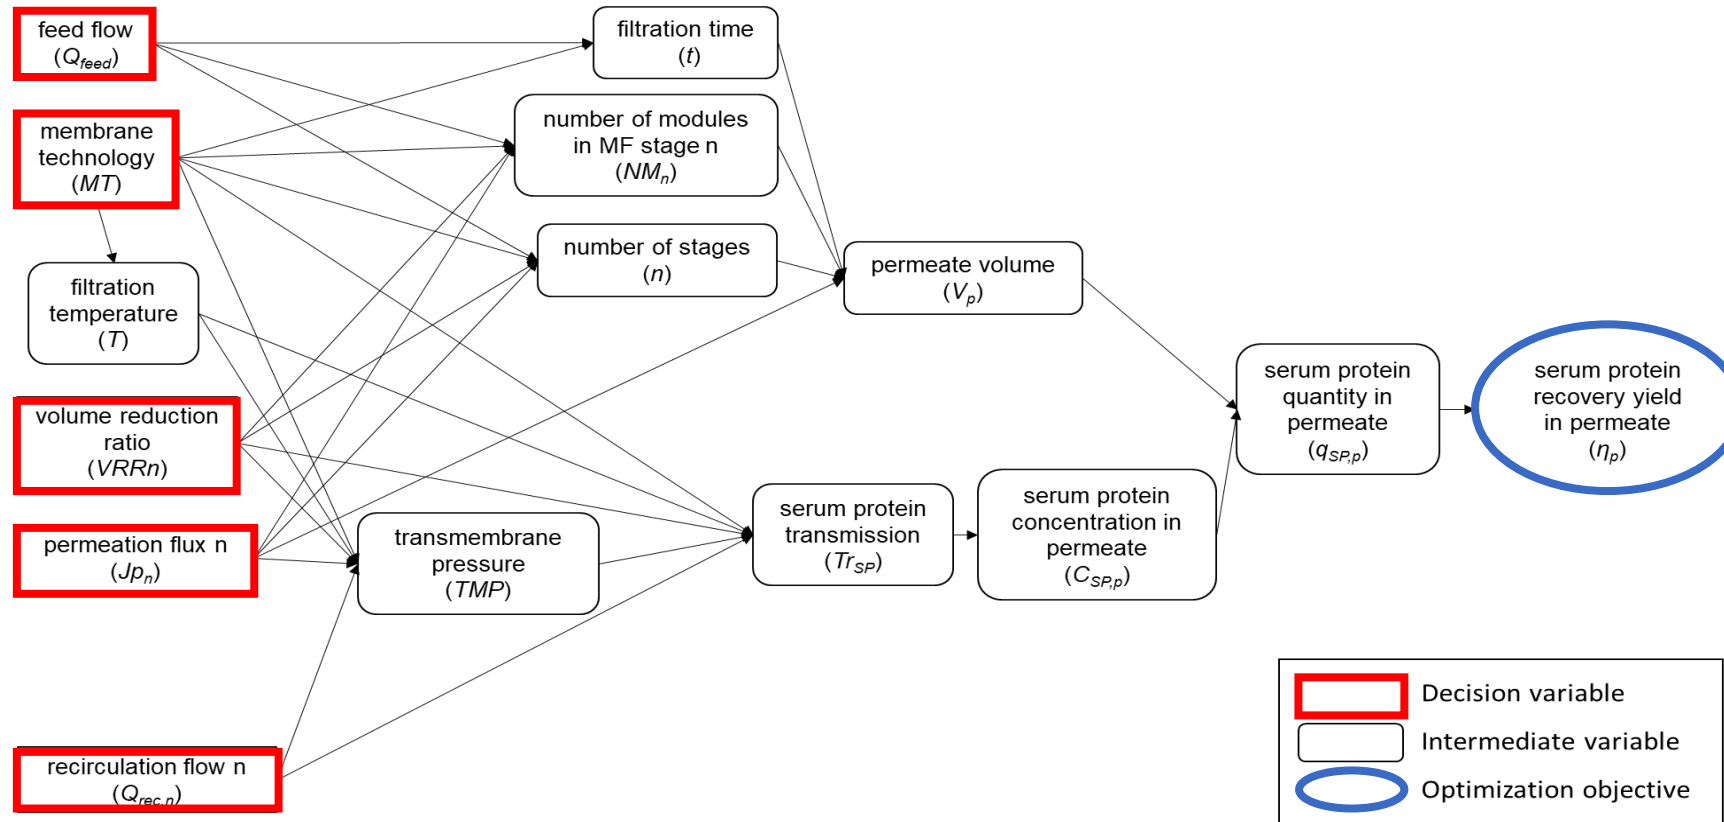 feed flow
(Qfeed)
filtration time
(t)
membrane
technology
(MT)
number of modules
in MF stage n
(NMn)
number of stages
(n)
filtration
temperature
(T)
permeate volume
(Vp)
volume reduction
ratio
(VRRn)
serum protein
quantity in
permeate
(qSP,p)
serum protein
recovery yield
in permeate
(ηp)
permeation flux n
(Jpn)
transmembrane
pressure
(TMP)
serum protein
transmission
(TrSP)
serum protein
concentration in
permeate
(CSP,p)
recirculation flow n
(Qrec,n)
Decision variable
Intermediate variable
Optimization objective